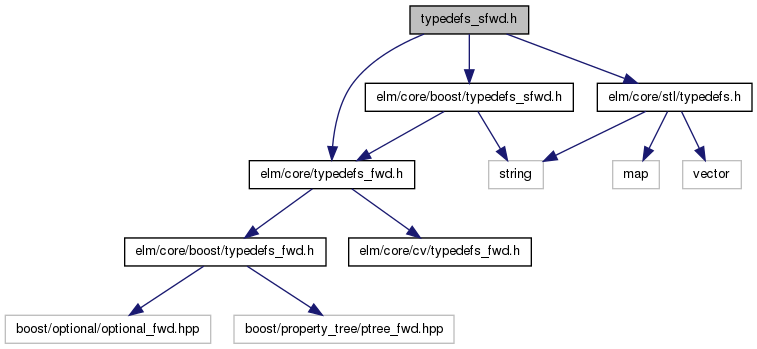 typedefs_sfwd.h
elm/core/boost/typedefs_sfwd.h
elm/core/stl/typedefs.h
elm/core/typedefs_fwd.h
string
map
vector
elm/core/boost/typedefs_fwd.h
elm/core/cv/typedefs_fwd.h
boost/optional/optional_fwd.hpp
boost/property_tree/ptree_fwd.hpp